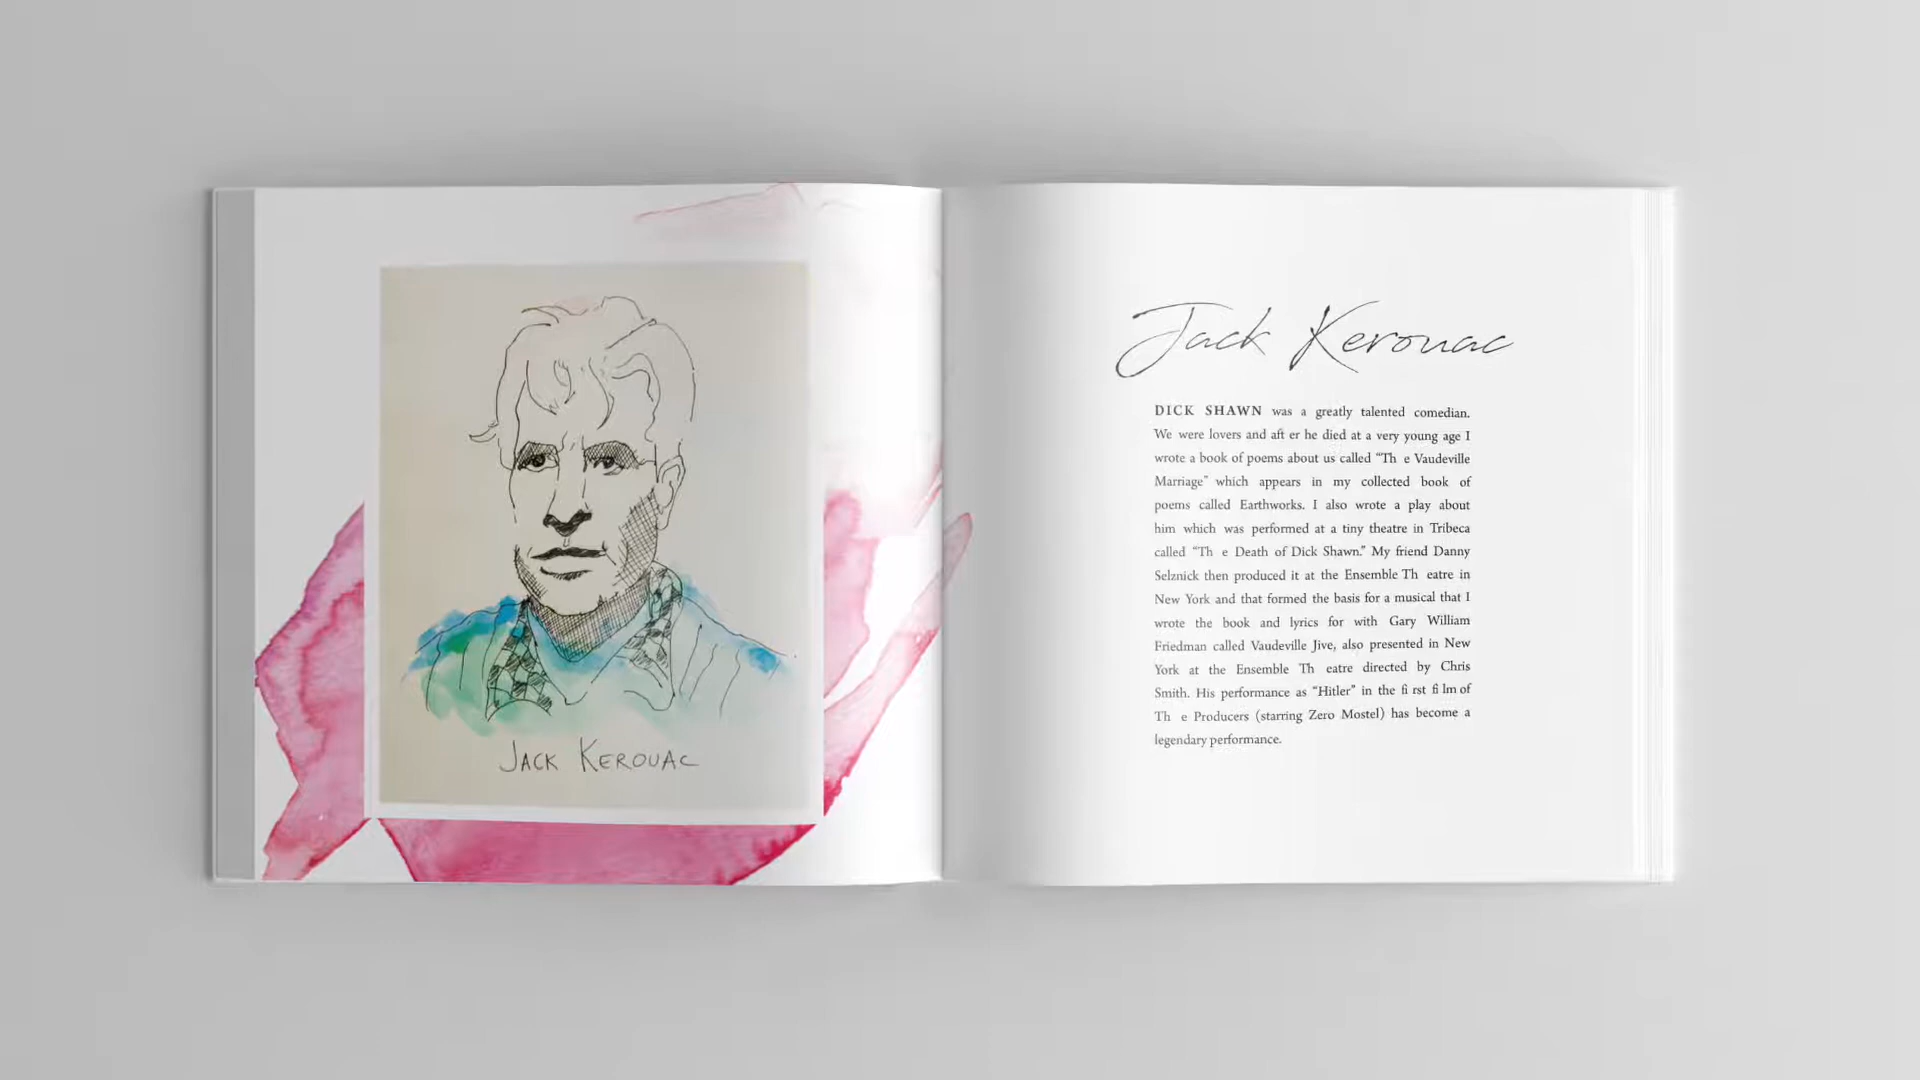 JACK KEROUAC
Jack Kerouac
DICK SHAWN was a greatly talented comedian.
We were lovers and aft er he died at a very young age I
wrote a book of poems about us called “Th e Vaudeville
Marriage” which appears in my collected book of
poems called Earthworks. I also wrote a play about
him which was performed at a tiny theatre in Tribeca
called “Th e Death of Dick Shawn.” My friend Danny
Selznick then produced it at the Ensemble Th eatre in
New York and that formed the basis for a musical that I
wrote the book and lyrics for with Gary William
Friedman called Vaudeville Jive, also presented in New
York at the Ensemble Th eatre directed by Chris
Smith. His performance as “Hitler” in the fi rst fi lm of
Th e Producers (starring Zero Mostel) has become a
legendary performance.